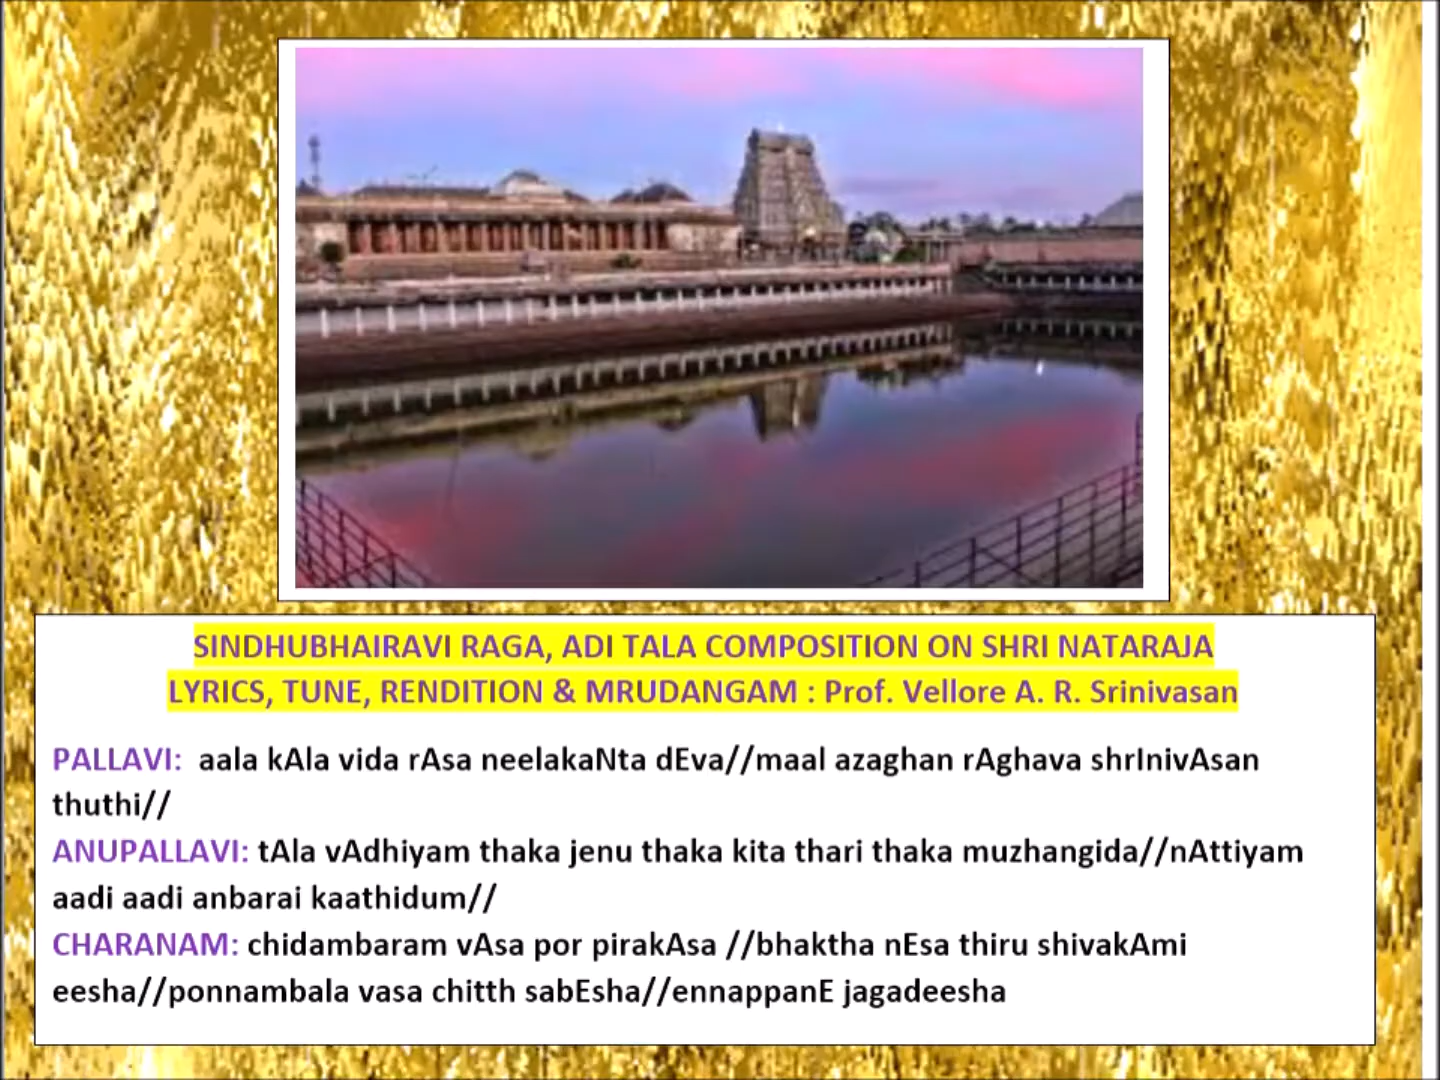 SINDHUBHAIRAVI RAGA, ADI TALA COMPOSITION ON SHRI NATARAJA
LYRICS, TUNE, RENDITION & MRUDANGAM : Prof. Vellore A. R. Srinivasan
PALLAVI: aala kAla vida rAsa neelakaNta dEva//maal azaghan rAghava shrInivAsan
thuthi//
ANUPALLAVI: tAla vAdhiyam thaka jenu thaka kita thari thaka muzhangida//nAttiyam
aadi aadi anbarai kaathidum//
CHARANAM: chidambaram vAsa por pirakAsa //bhaktha nEsa thiru shivakAmi
eesha//ponnambala vasa chitth sabEsha//ennappanE jagadeesha